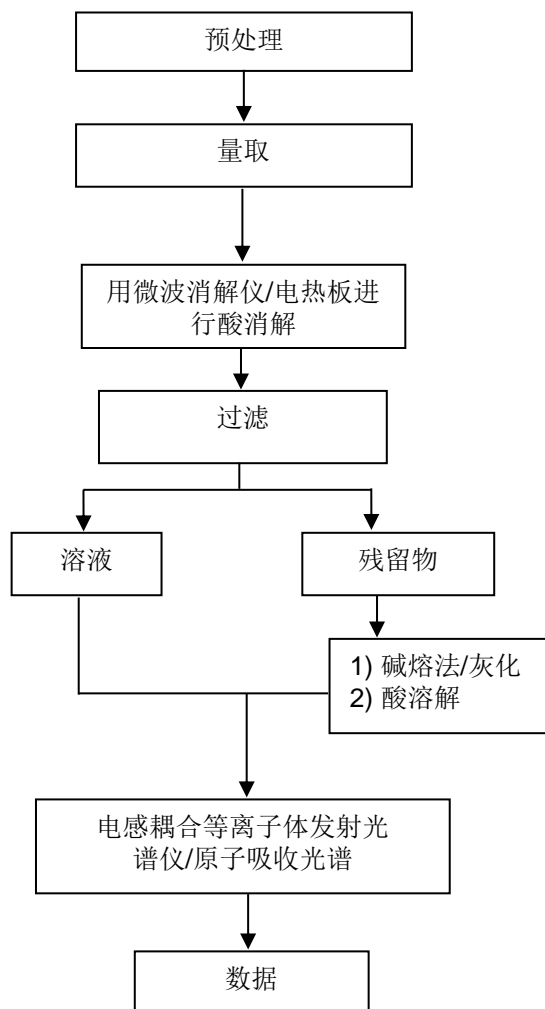 预处理
量取
用微波消解仪/电热板进
行酸消解
过滤
溶液
残留物
1) 碱熔法/灰化
2) 酸溶解
电感耦合等离子体发射光
谱仪/原子吸收光谱
数据